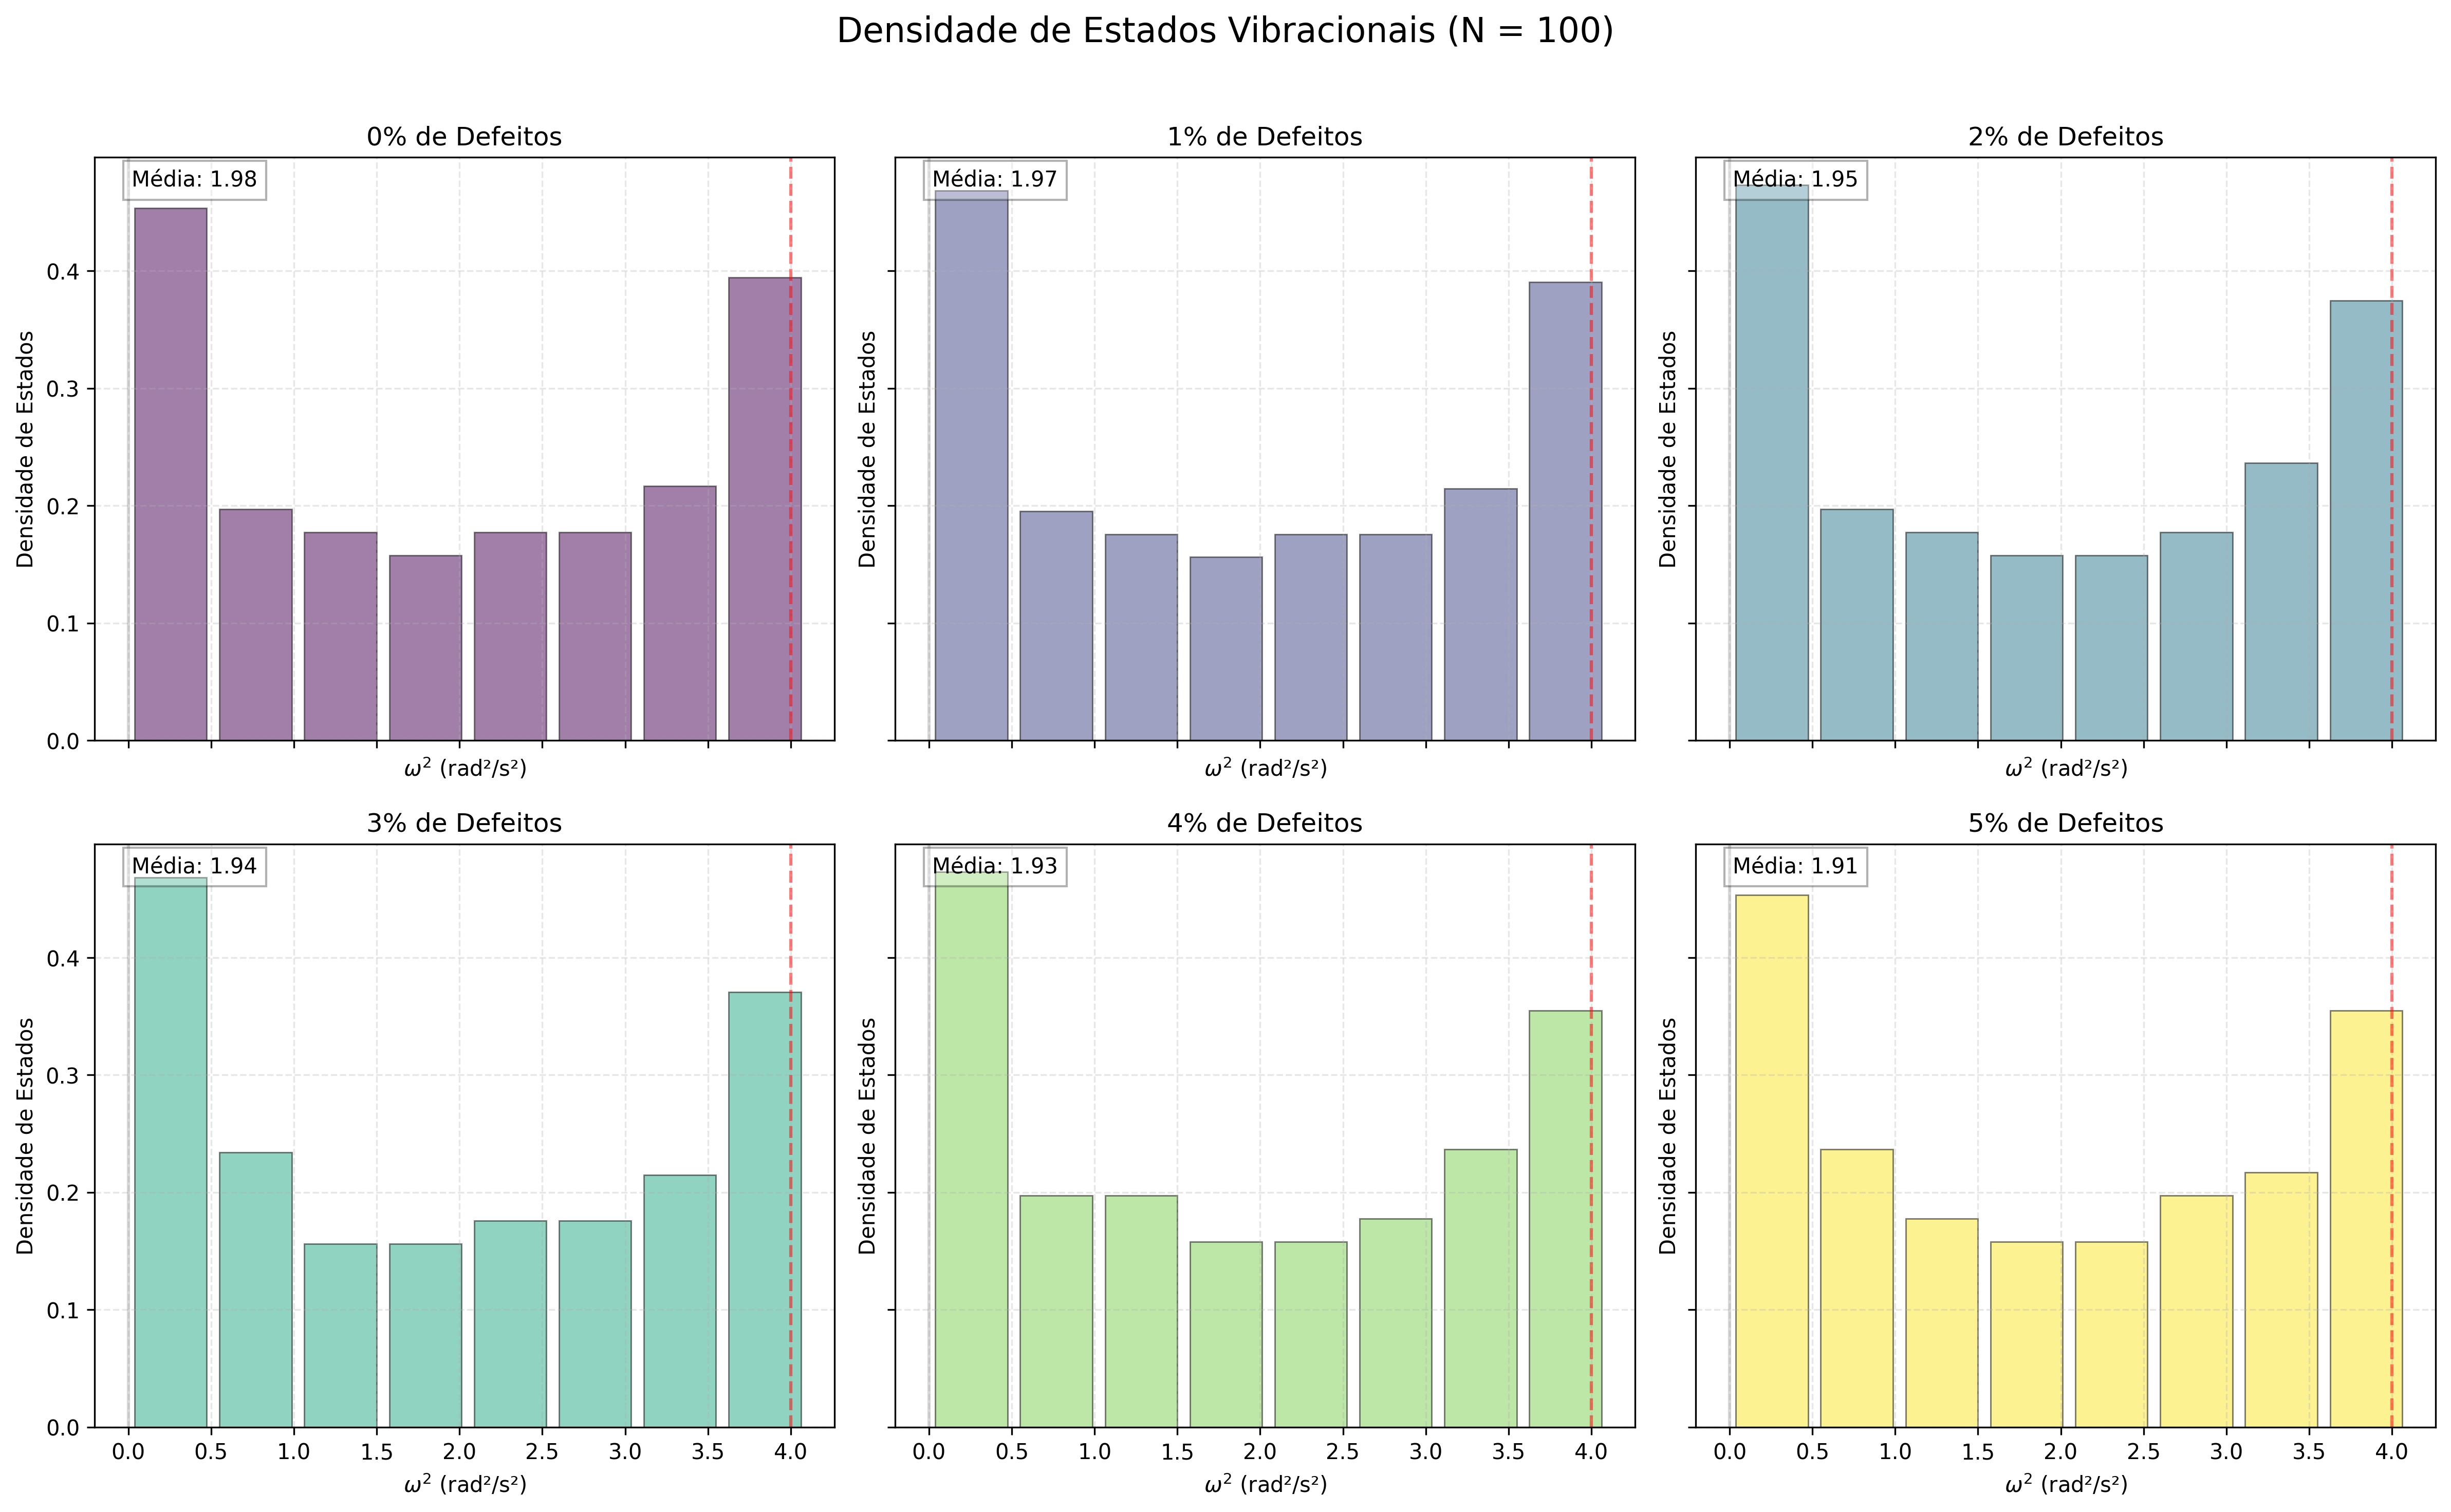 Densidade de Estados Vibracionais (N = 100)
0% de Defeitos
Média: 1.98
Densidade de Estados
0.4
0.3
0.2
0.1
0.0
ω² (rad²/s²)
1% de Defeitos
Média: 1.97
Densidade de Estados
ω² (rad²/s²)
2% de Defeitos
Média: 1.95
Densidade de Estados
ω² (rad²/s²)
3% de Defeitos
Média: 1.94
Densidade de Estados
0.4
0.3
0.2
0.1
0.0
0.0 0.5 1.0 1.5 2.0 2.5 3.0 3.5 4.0
ω² (rad²/s²)
4% de Defeitos
Média: 1.93
Densidade de Estados
0.0 0.5 1.0 1.5 2.0 2.5 3.0 3.5 4.0
ω² (rad²/s²)
5% de Defeitos
Média: 1.91
Densidade de Estados
0.0 0.5 1.0 1.5 2.0 2.5 3.0 3.5 4.0
ω² (rad²/s²)